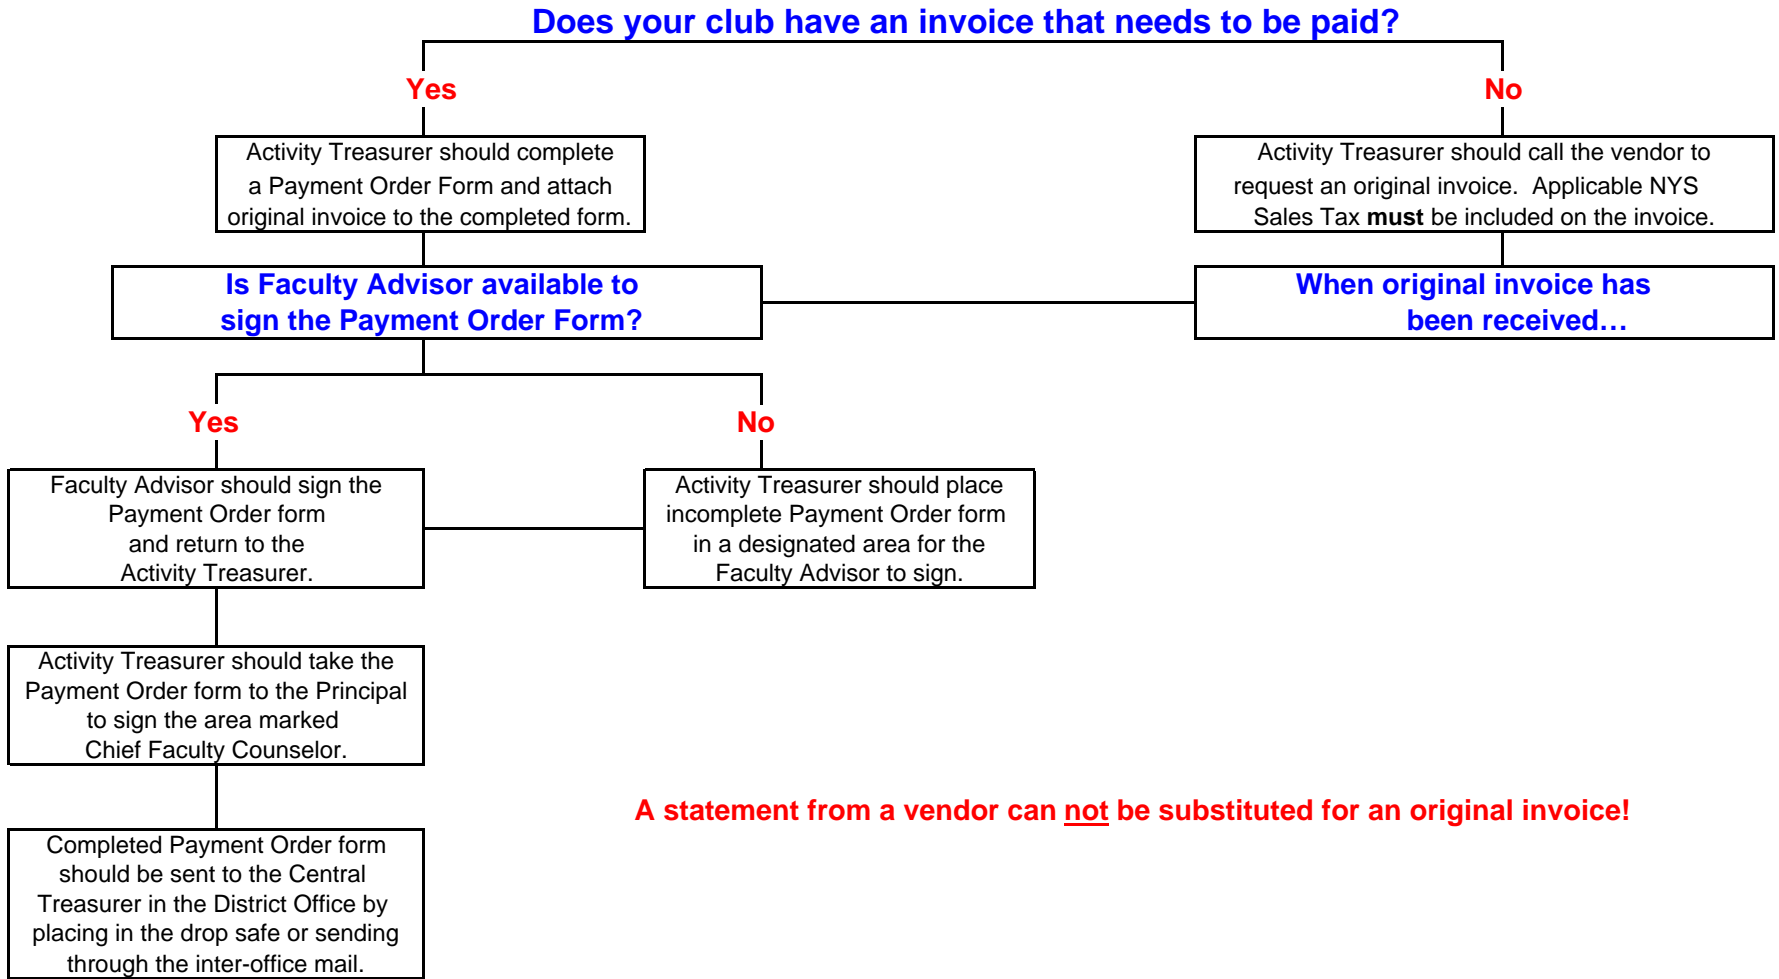 Does your club have an invoice that needs to be paid?
Yes
No
Activity Treasurer should complete
a Payment Order Form and attach
original invoice to the completed form.
Activity Treasurer should call the vendor to
request an original invoice.  Applicable NYS
Sales Tax must be included on the invoice.
Is Faculty Advisor available to
sign the Payment Order Form?
When original invoice has
been received…
Yes
No
Faculty Advisor should sign the
Payment Order form
and return to the
Activity Treasurer.
Activity Treasurer should place
incomplete Payment Order form
in a designated area for the
Faculty Advisor to sign.
Activity Treasurer should take the
Payment Order form to the Principal
to sign the area marked
Chief Faculty Counselor.
A statement from a vendor can not be substituted for an original invoice!
Completed Payment Order form
should be sent to the Central
Treasurer in the District Office by
placing in the drop safe or sending
through the inter-office mail.